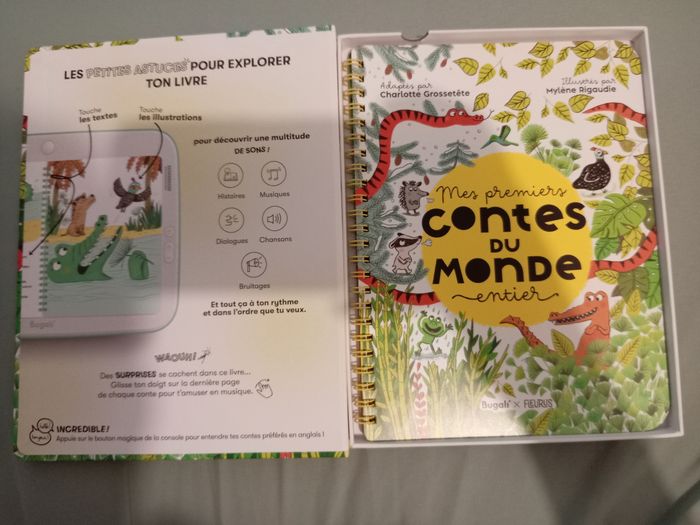 LES PETITES ASTUCES POUR EXPLORER
TON LIVRE
Touche
les textes
Touche
les illustrations
pour découvrir une multitude
DE SONS !
Histoires
Musiques
Dialogues
Chansons
Bruitages
Et tout ça à ton rythme
et dans l'ordre que tu veux.
Bugali
WAOUH !
Des SURPRISES se cachent dans ce livre...
Glisse ton doigt sur la dernière page
de chaque conte pour t'amuser en musique.
INCREDIBLE !
Appuie sur le bouton magique de la console pour entendre tes contes préférés en anglais !
Adaptés par
Charlotte Grossetête
Illustrés par
Mylène Rigaudie
Mes premiers
CONTES
DU
MONDE
entier
Bugali × FLEURUS